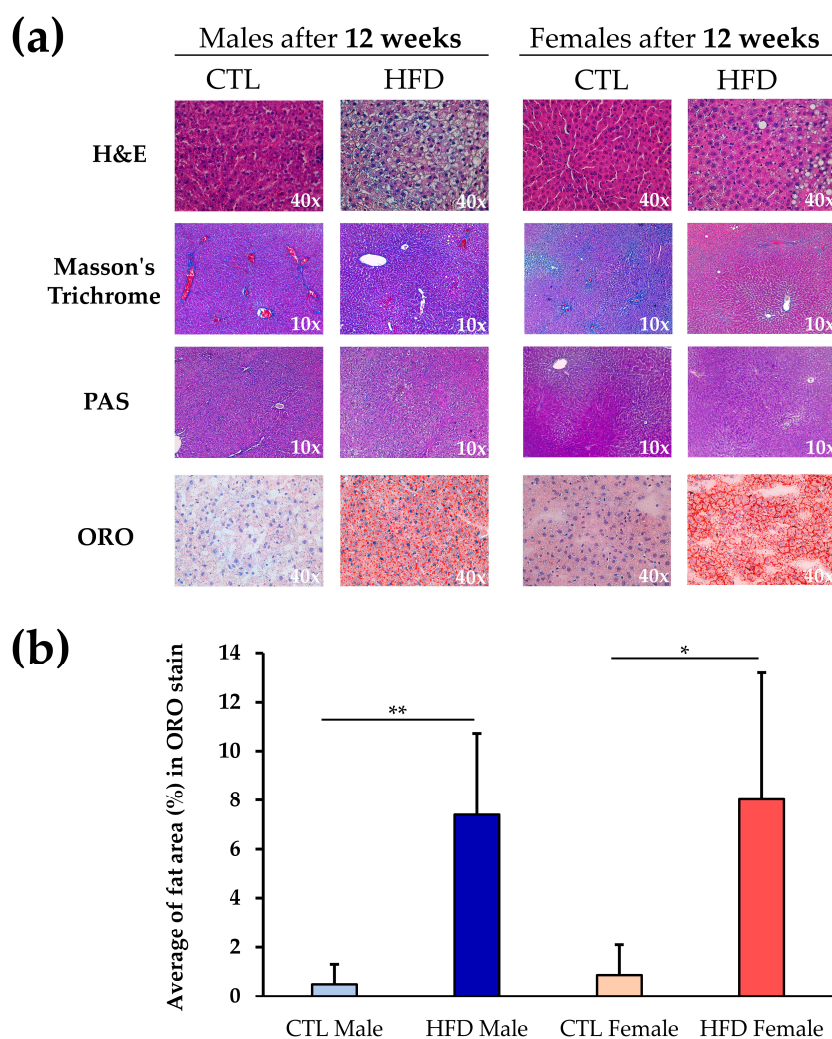 (a)
Males after 12 weeks
Females after 12 weeks
CTL
HFD
CTL
HFD
H&E
40x
40x
40x
40x
Masson's
Trichrome
10x
10x
10x
10x
PAS
10x
10x
10x
10x
ORO
40x
40x
40x
40x
(b)
Average of fat area (%) in ORO stain
14
12
10
8
6
4
2
0
**
*
CTL Male
HFD Male
CTL Female
HFD Female